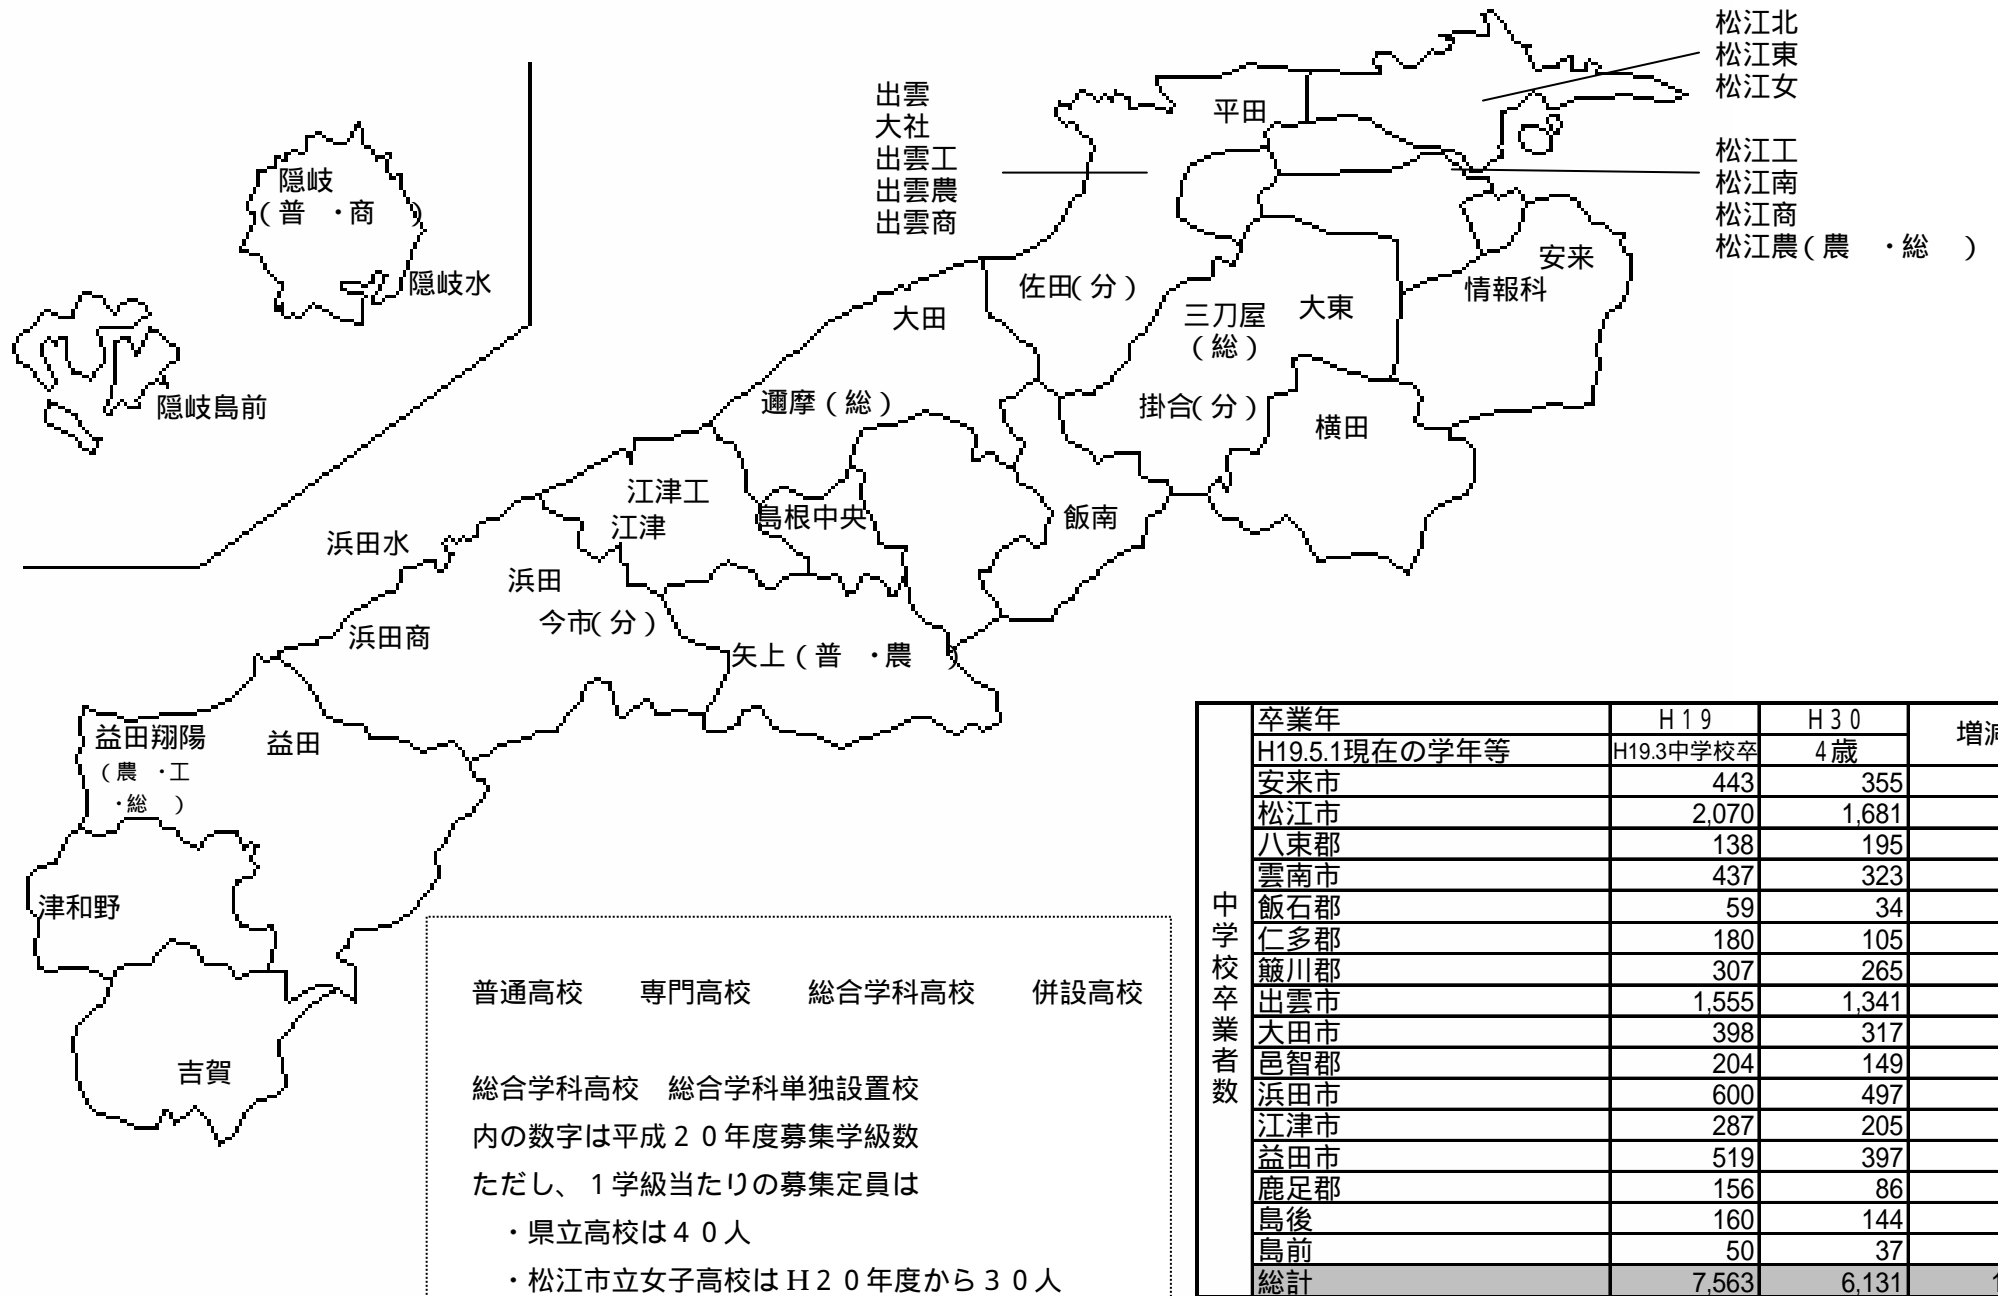 松江北
松江東
松江女
松江工
松江南
松江商
松江農(農 ・総 )
出雲
大社
出雲工
出雲農
出雲商
平田
隠岐
(普 ・商 )
隠岐水
隠岐島前
安来
情報科
佐田(分)
大田
三刀屋
(総)
大東
邇摩(総)
掛合(分)
横田
江津工
江津
島根中央
飯南
浜田水
浜田
今市(分)
浜田商
矢上(普 ・農 )
益田翔陽
(農 ・工
・総 )
益田
津和野
吉賀
普通高校 専門高校 総合学科高校 併設高校
総合学科高校 総合学科単独設置校
内の数字は平成20年度募集学級数
ただし、1学級当たりの募集定員は
・県立高校は40人
・松江市立女子高校はH20年度から30人
中学校卒業者数
卒業年 H19 H30 増減
H19.5.1現在の学年等 H19.3中学校卒 4歳
安来市 443 355
松江市 2,070 1,681
八束郡 138 195
雲南市 437 323
飯石郡 59 34
仁多郡 180 105
簸川郡 307 265
出雲市 1,555 1,341
大田市 398 317
邑智郡 204 149
浜田市 600 497
江津市 287 205
益田市 519 397
鹿足郡 156 86
島後 160 144
島前 50 37
総計 7,563 6,131 1